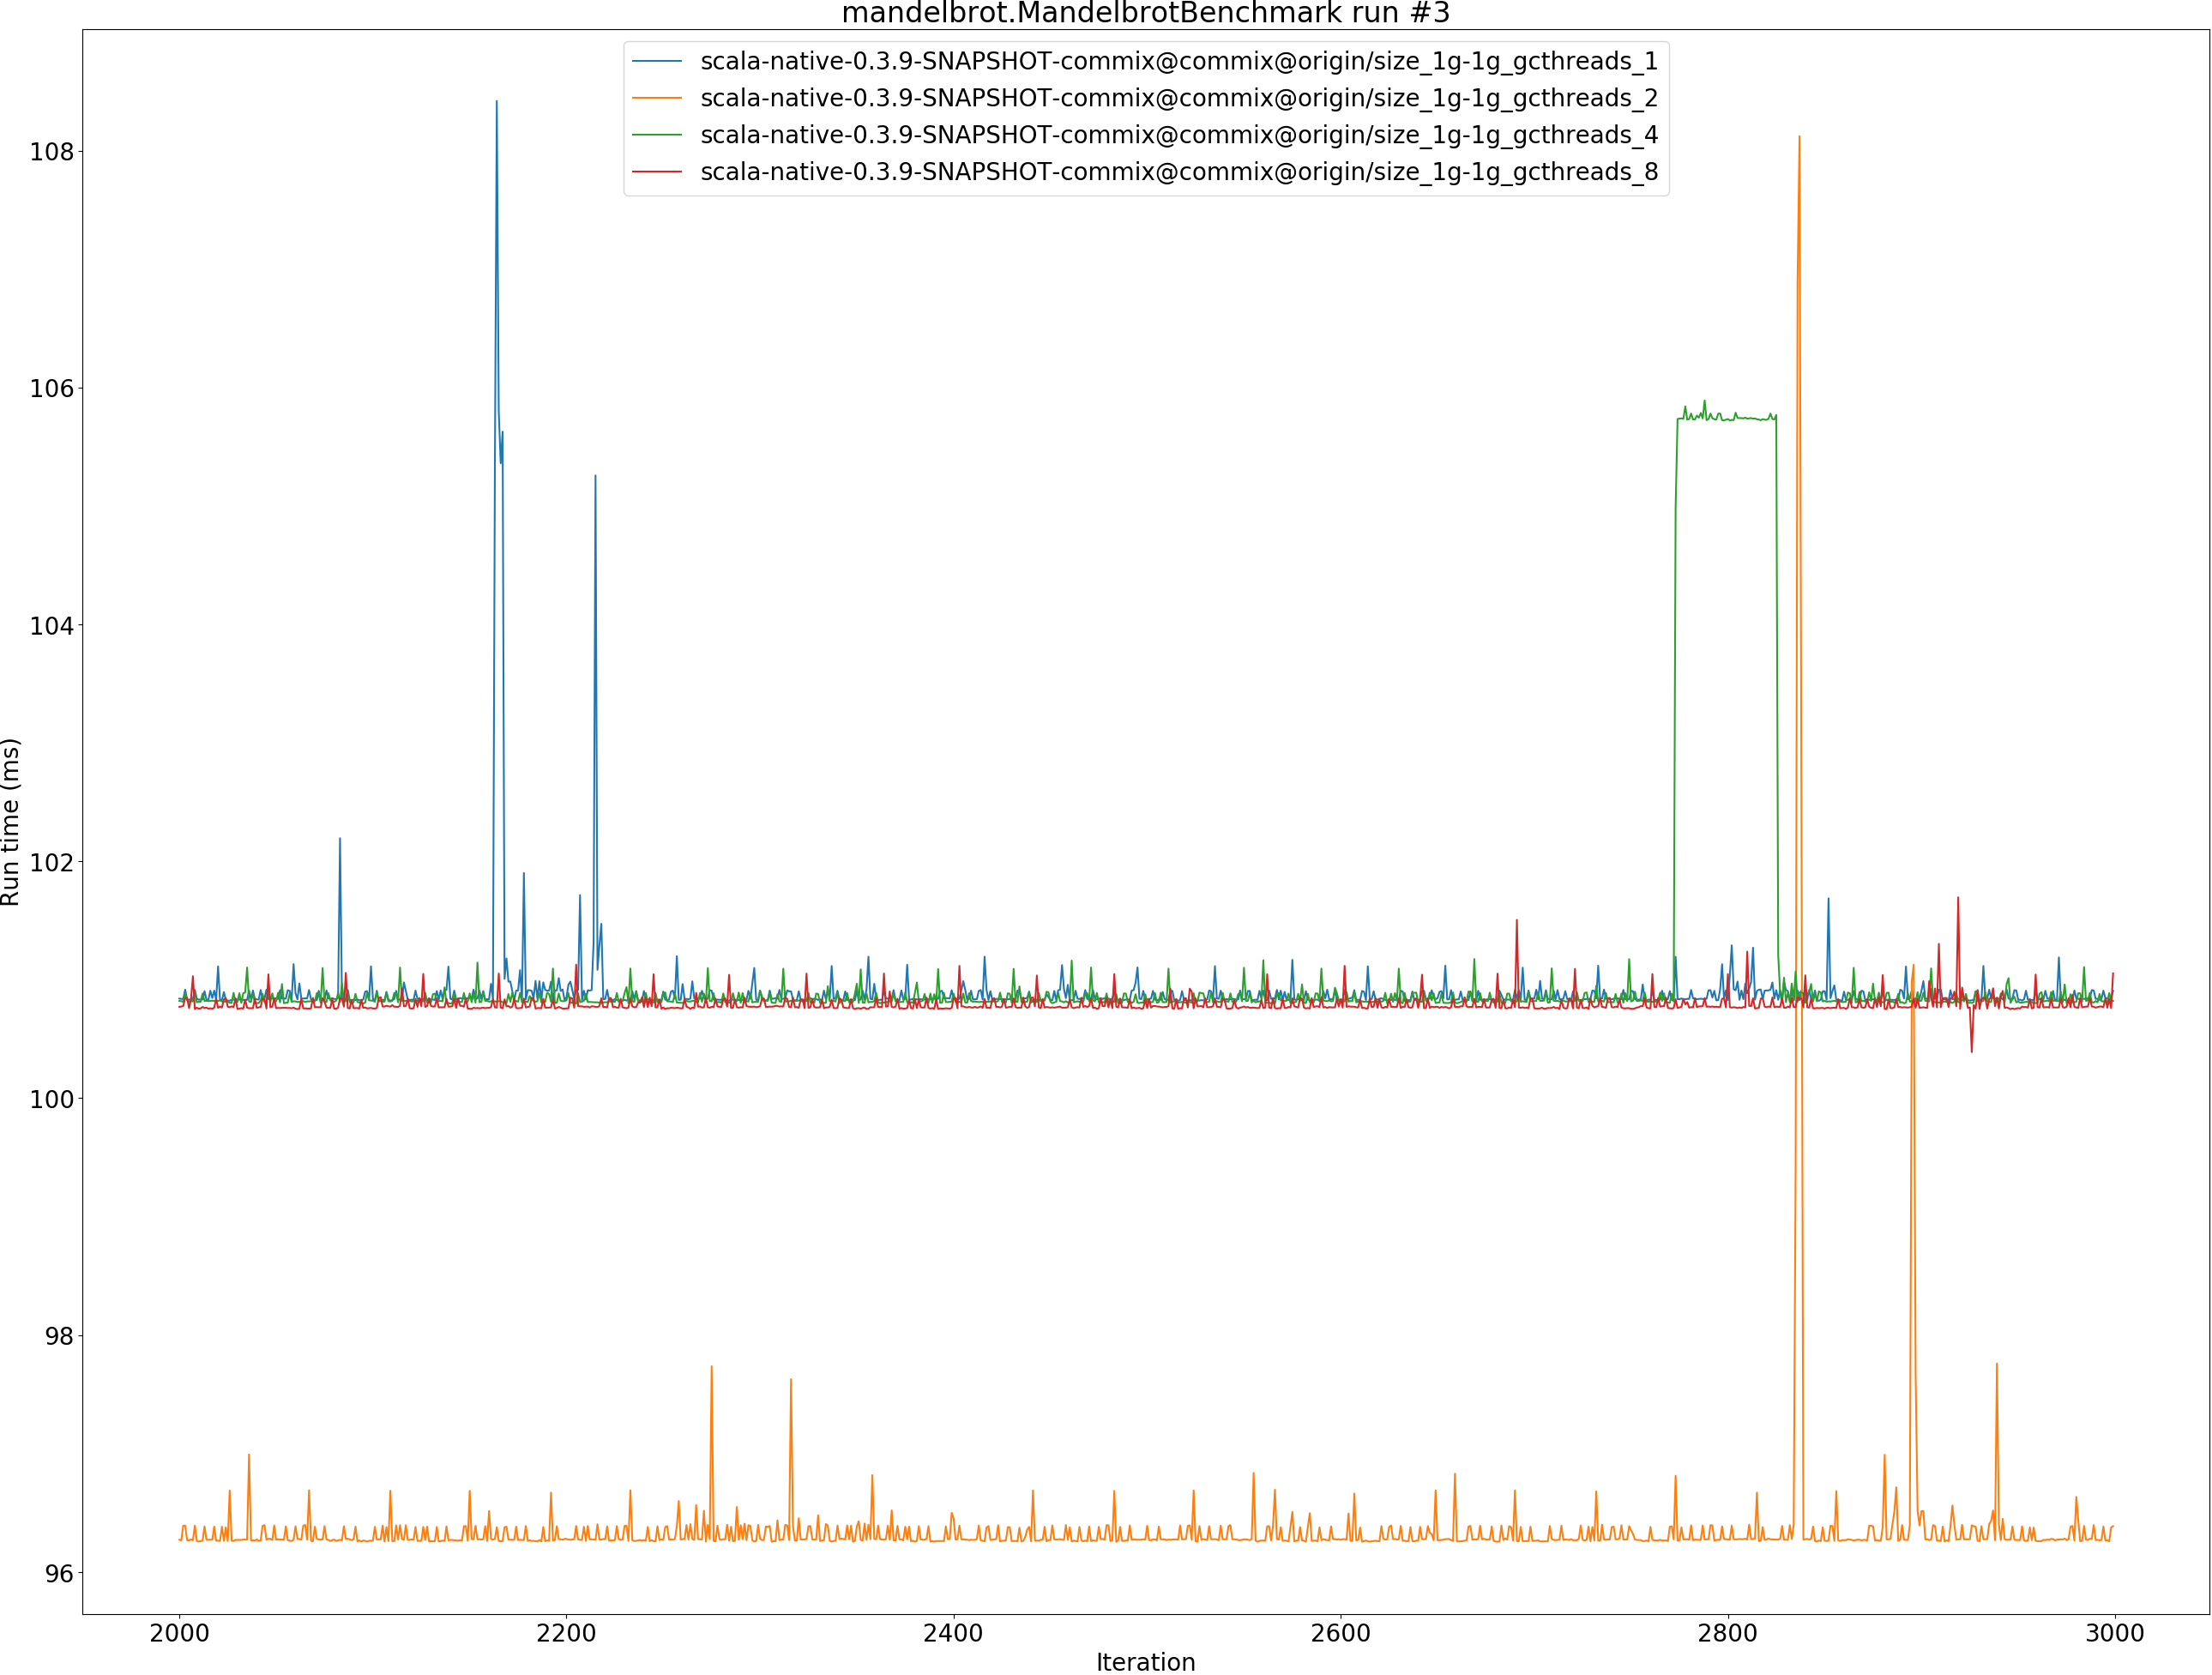 mandelbrot.MandelbrotBenchmark run #3
scala-native-0.3.9-SNAPSHOT-commix@commix@origin/size_1g-1g_gcthreads_1
scala-native-0.3.9-SNAPSHOT-commix@commix@origin/size_1g-1g_gcthreads_2
scala-native-0.3.9-SNAPSHOT-commix@commix@origin/size_1g-1g_gcthreads_4
scala-native-0.3.9-SNAPSHOT-commix@commix@origin/size_1g-1g_gcthreads_8
Run time (ms)
108
106
104
102
100
98
96
2000 2200 2400 2600 2800 3000
Iteration